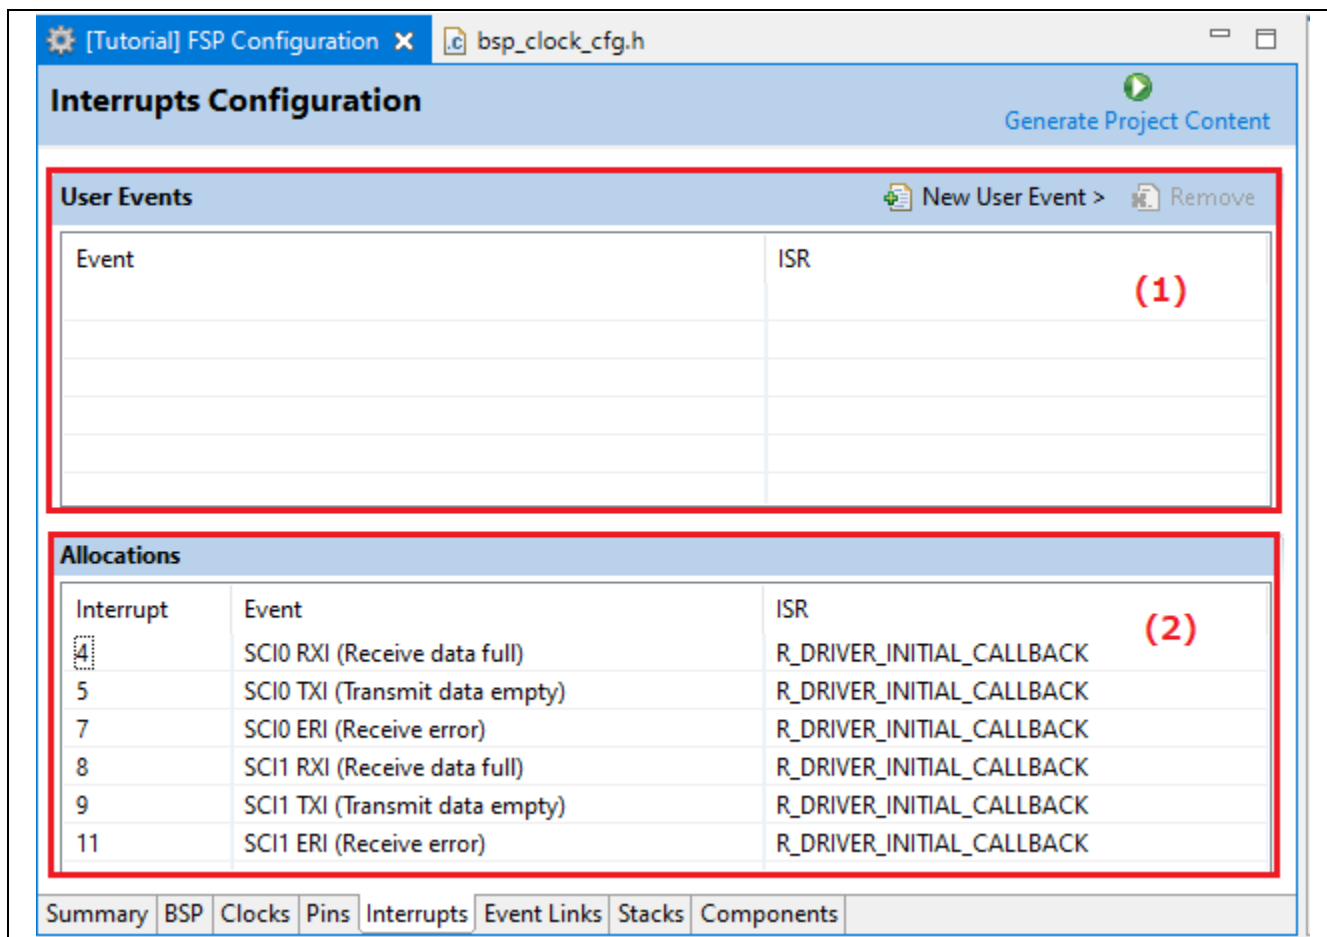 [Tutorial] FSP Configuration bsp_clock_cfg.h
Interrupts Configuration
Generate Project Content
User Events New User Event > Remove
Event ISR
(1)
Allocations
Interrupt Event ISR
(2)
4 SCI0 RXI (Receive data full) R_DRIVER_INITIAL_CALLBACK
5 SCI0 TXI (Transmit data empty) R_DRIVER_INITIAL_CALLBACK
7 SCI0 ERI (Receive error) R_DRIVER_INITIAL_CALLBACK
8 SCI1 RXI (Receive data full) R_DRIVER_INITIAL_CALLBACK
9 SCI1 TXI (Transmit data empty) R_DRIVER_INITIAL_CALLBACK
11 SCI1 ERI (Receive error) R_DRIVER_INITIAL_CALLBACK
Summary BSP Clocks Pins Interrupts Event Links Stacks Components